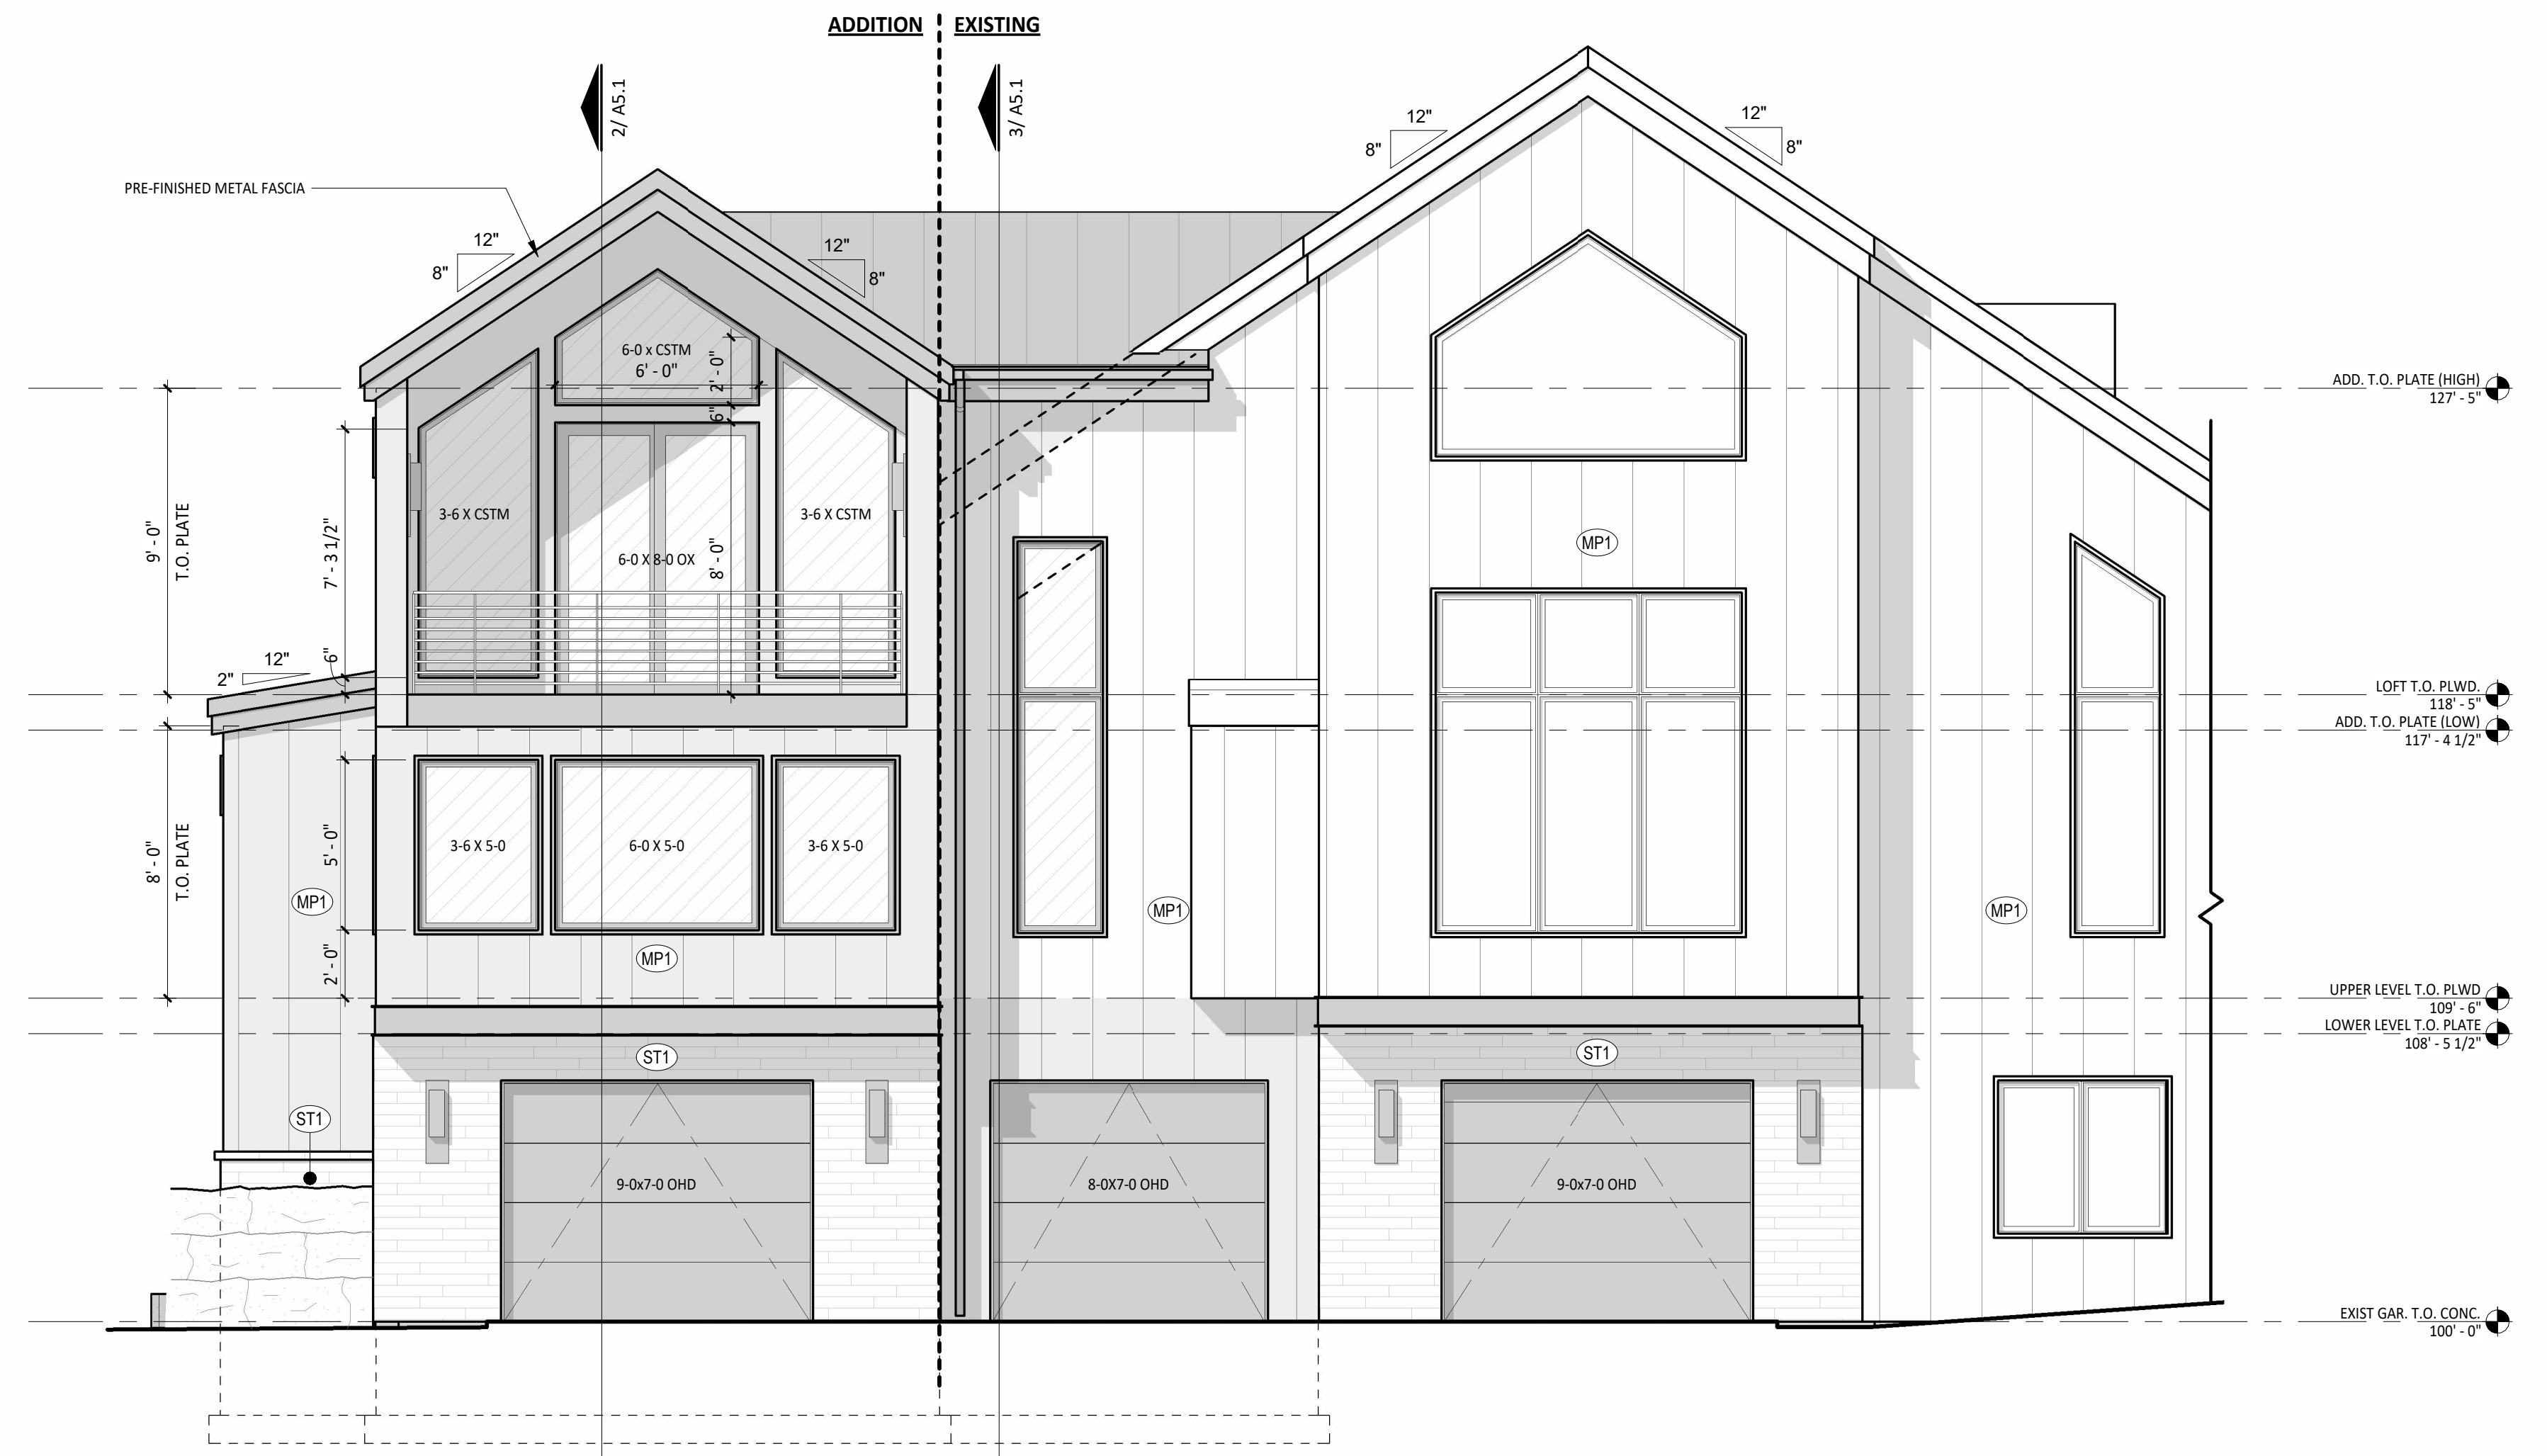 ADDITION
EXISTING
2/ A5.1
3/ A5.1
PRE-FINISHED METAL FASCIA
12"
8"
12"
8"
12"
8"
12"
8"
6-0 x CSTM
6' - 0"
2' - 0"
6"
3-6 X CSTM
3-6 X CSTM
6-0 X 8-0 OX
8' - 0"
9' - 0"
T.O. PLATE
7' - 3 1/2"
6"
12"
2"
MP1
ADD. T.O. PLATE (HIGH)
127' - 5"
LOFT T.O. PLWD.
118' - 5"
ADD. T.O. PLATE (LOW)
117' - 4 1/2"
8' - 0"
T.O. PLATE
5' - 0"
2' - 0"
3-6 X 5-0
6-0 X 5-0
3-6 X 5-0
MP1
MP1
MP1
MP1
UPPER LEVEL T.O. PLWD
109' - 6"
LOWER LEVEL T.O. PLATE
108' - 5 1/2"
ST1
ST1
ST1
9-0x7-0 OHD
8-0X7-0 OHD
9-0x7-0 OHD
EXIST GAR. T.O. CONC.
100' - 0"